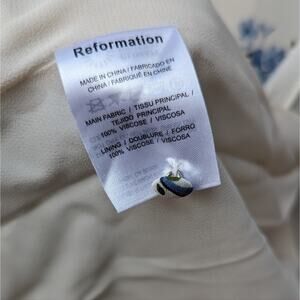 Reformation
MADE IN CHINA / FABRICADO EN
CHINA / FABRIQUÉ EN CHINE
MAIN FABRIC / TISSU PRINCIPAL /
TEJIDO PRINCIPAL
100% VISCOSE / VISCOSA
LINING / DOUBLURE / FORRO
100% VISCOSE / VISCOSA